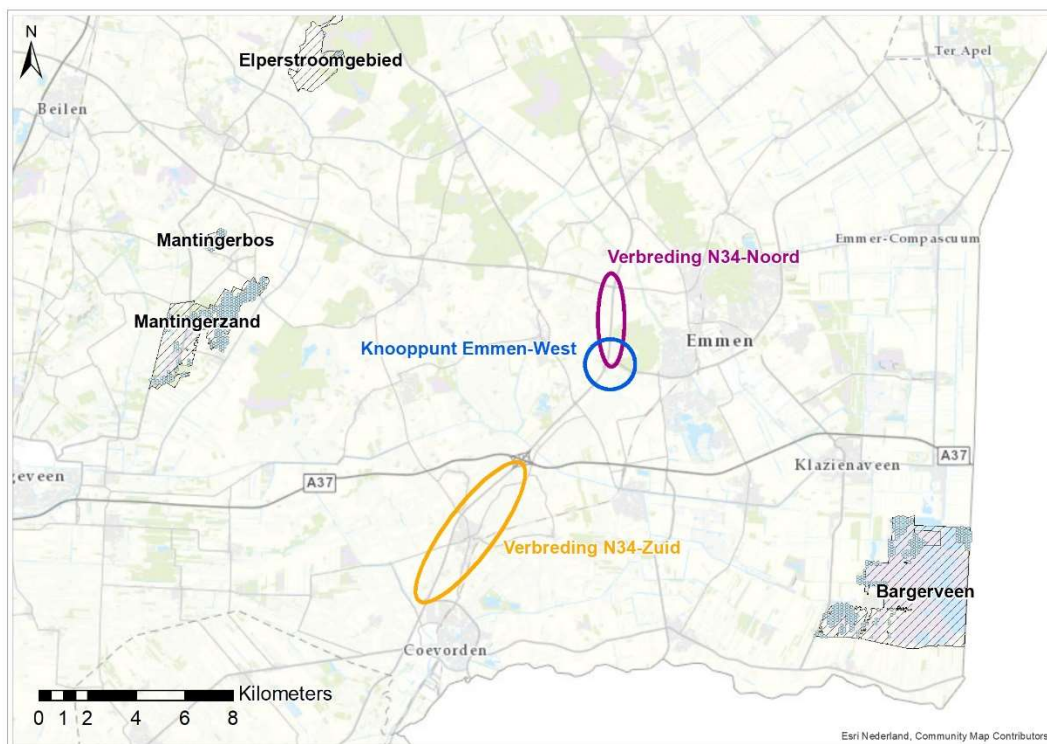 N
Elperstroomgebied
Ter Apel
Beilen
Mantingerbos
Emmer-Compascuum
Verbreding N34-Noord
Mantingerzand
Knooppunt Emmen-West
Emmen
geveen
A37
Klazienaveen
A37
Verbreding N34-Zuid
Bargerveen
Coevorden
Kilometers
0 1 2 4 6 8
Esri Nederland, Community Map Contributors